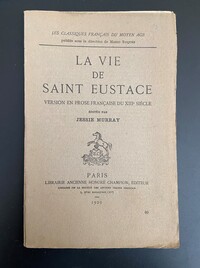 LES CLASSIQUES FRANÇAIS DU MOYEN AGE
publiés sous la direction de MARIO ROQUES
LA VIE
DE
SAINT EUSTACE
VERSION EN PROSE FRANÇAISE DU XIIIe SIÈCLE
ÉDITÉE PAR
JESSIE MURRAY
PARIS
LIBRAIRIE ANCIENNE HONORÉ CHAMPION, ÉDITEUR